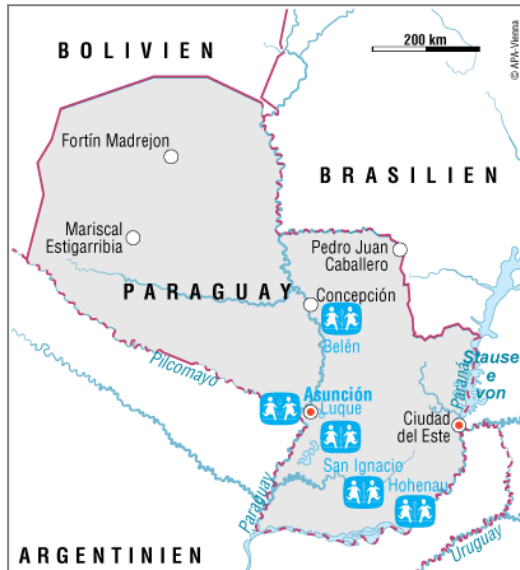 BOLIVIEN
200 km
© APA-Vienna
Fortín Madrejon
BRASILIEN
Mariscal
Estigarribia
Pedro Juan
Caballero
PARAGUAY
Concepción
Belén
Pilcomayo
Stause
e
von
Paraná
Asunción
Luque
Ciudad
del Este
San Ignacio
Hohenau
Paraguay
Uruguay
ARGENTINIEN